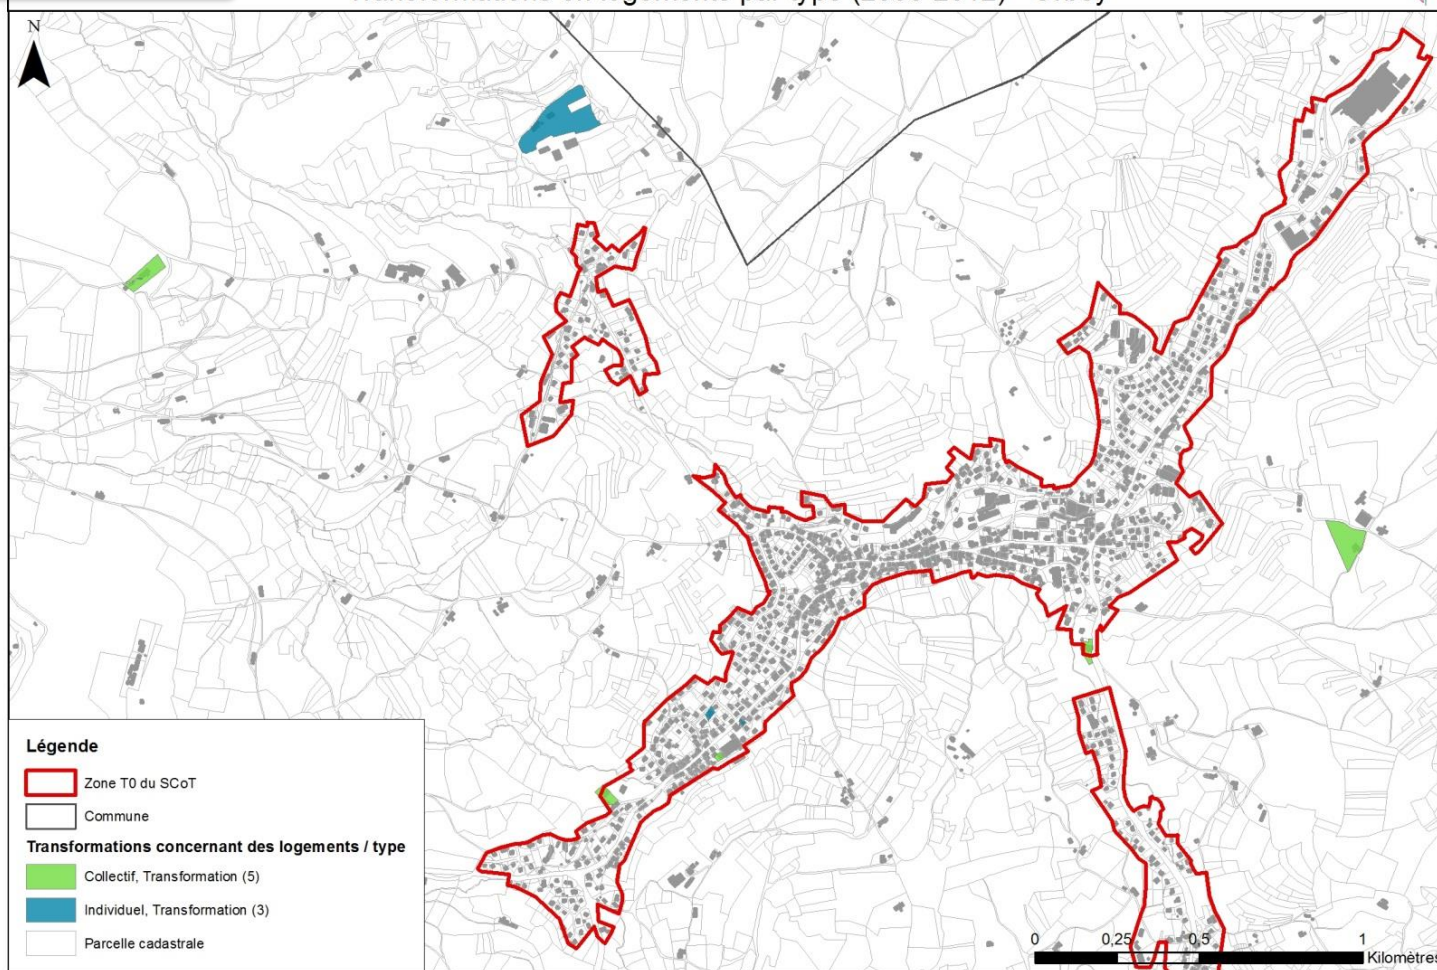 N
Légende
Zone T0 du SCoT
Commune
Transformations concernant des logements / type
Collectif, Transformation (5)
Individuel, Transformation (3)
Parcelle cadastrale
0 0,25 0,5 1
Kilomètres